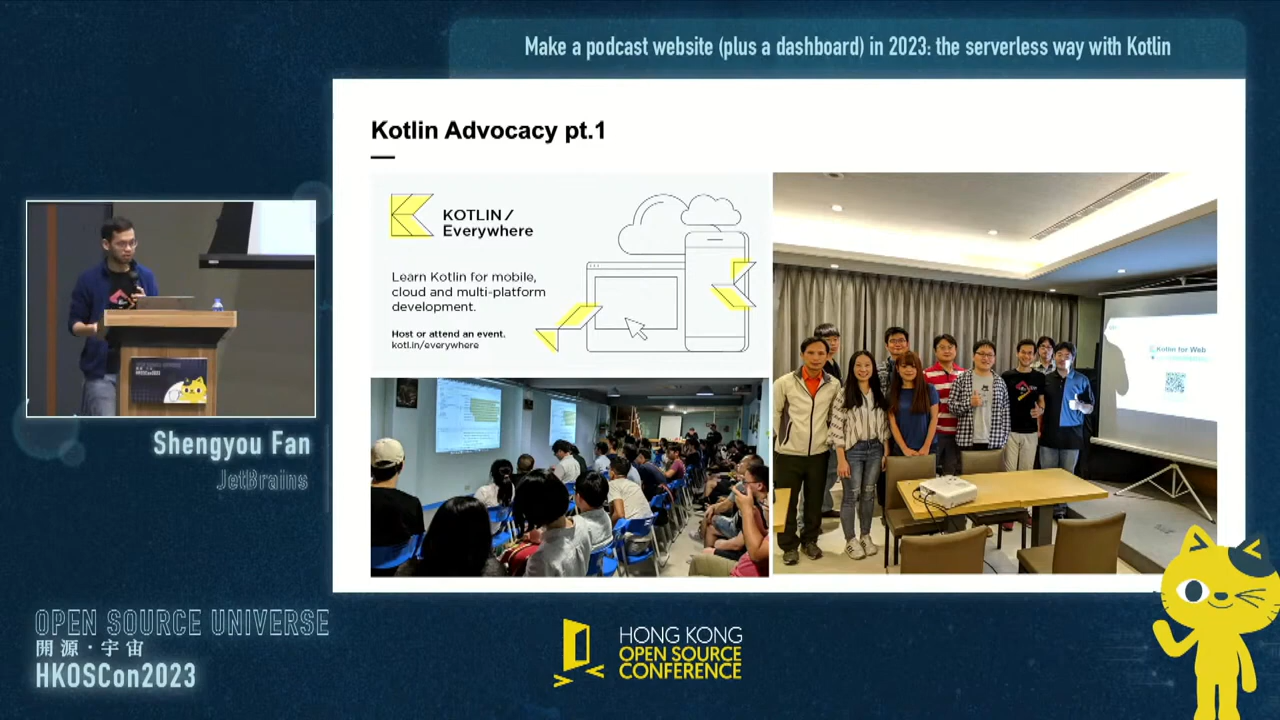 Make a podcast website (plus a dashboard) in 2023: the serverless way with Kotlin
Kotlin Advocacy pt.1
KOTLIN/
Everywhere
Learn Kotlin for mobile,
cloud and multi-platform
development.
Host or attend an event.
kotl.in/everywhere
Kotlin for Web
HKOSCon2023
Shengyou Fan
JetBrains
OPEN SOURCE UNIVERSE
開源・宇宙
HKOSCon2023
HONG KONG
OPEN SOURCE
CONFERENCE